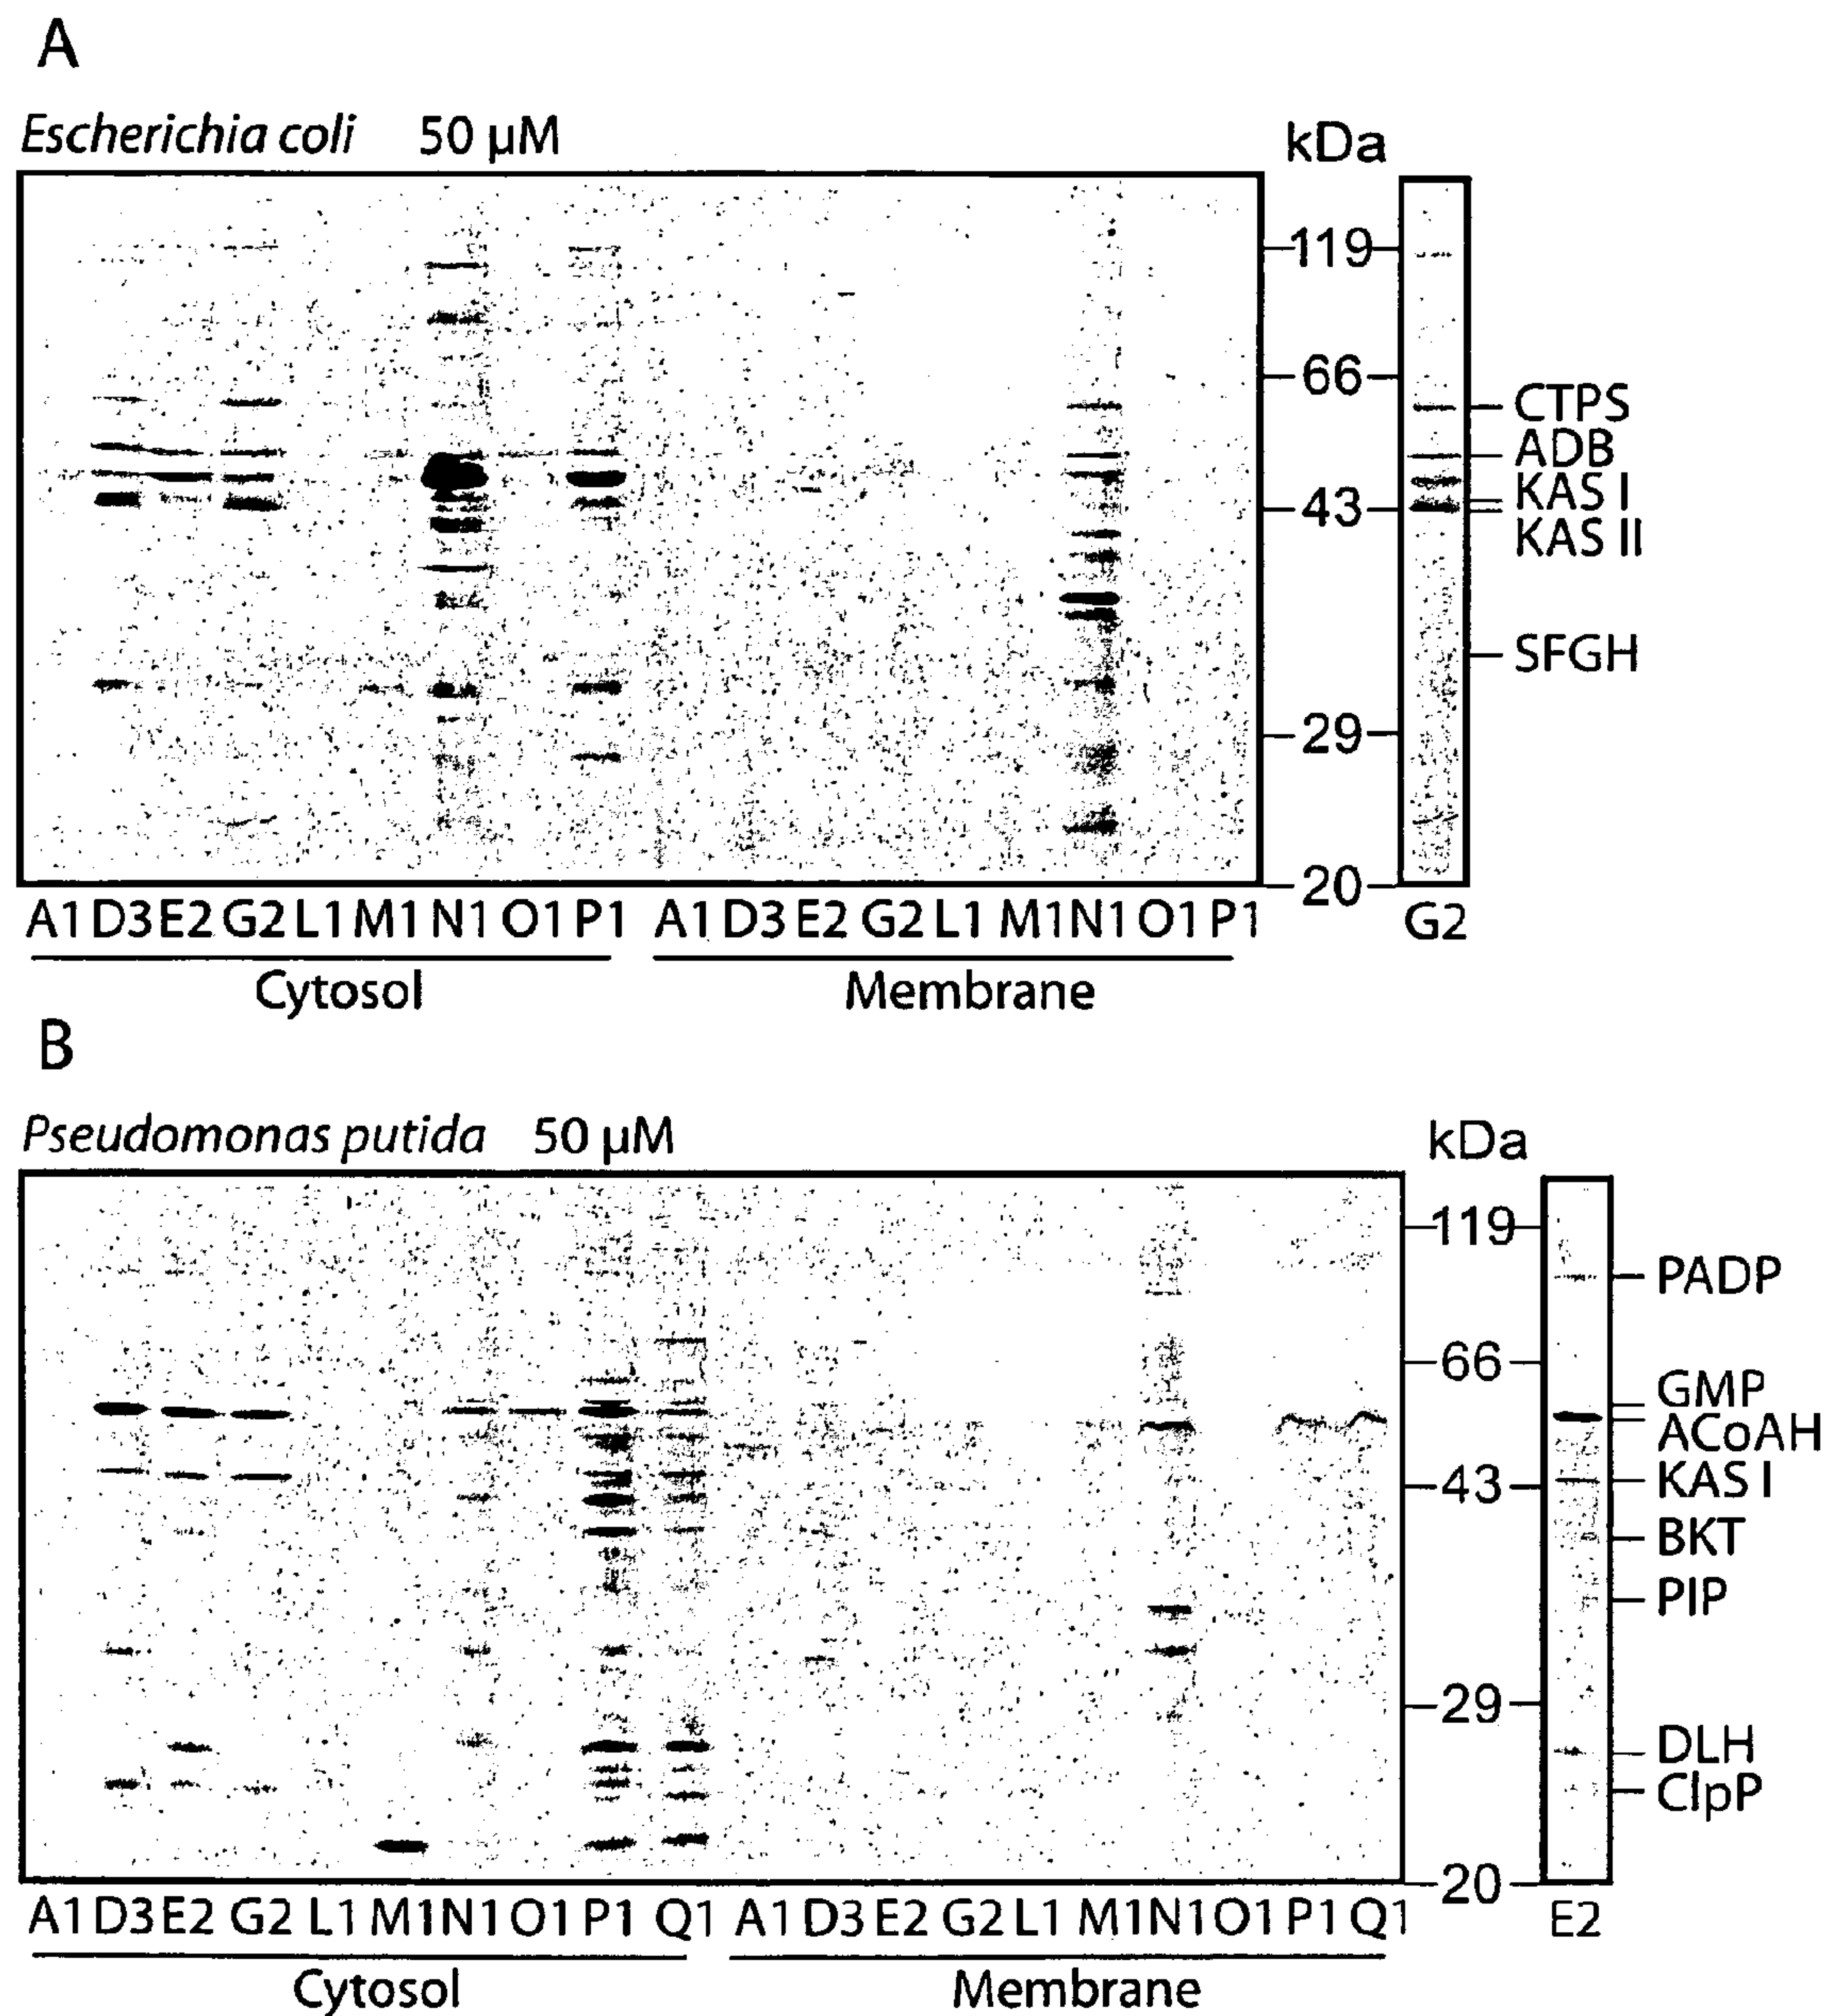 A
Escherichia coli 50 µM
kDa
119
66
CTPS
ADB
KAS I
43
KAS II
SFGH
29
20
A1 D3 E2 G2 L1 M1 N1 O1 P1 A1 D3 E2 G2 L1 M1 N1 O1 P1 G2
Cytosol Membrane
B
Pseudomonas putida 50 µM
kDa
119
PADP
66
GMP
ACoAH
43 KAS I
BKT
PIP
29
DLH
ClpP
20
A1 D3 E2 G2 L1 M1 N1 O1 P1 Q1 A1 D3 E2 G2 L1 M1 N1 O1 P1 Q1 E2
Cytosol Membrane